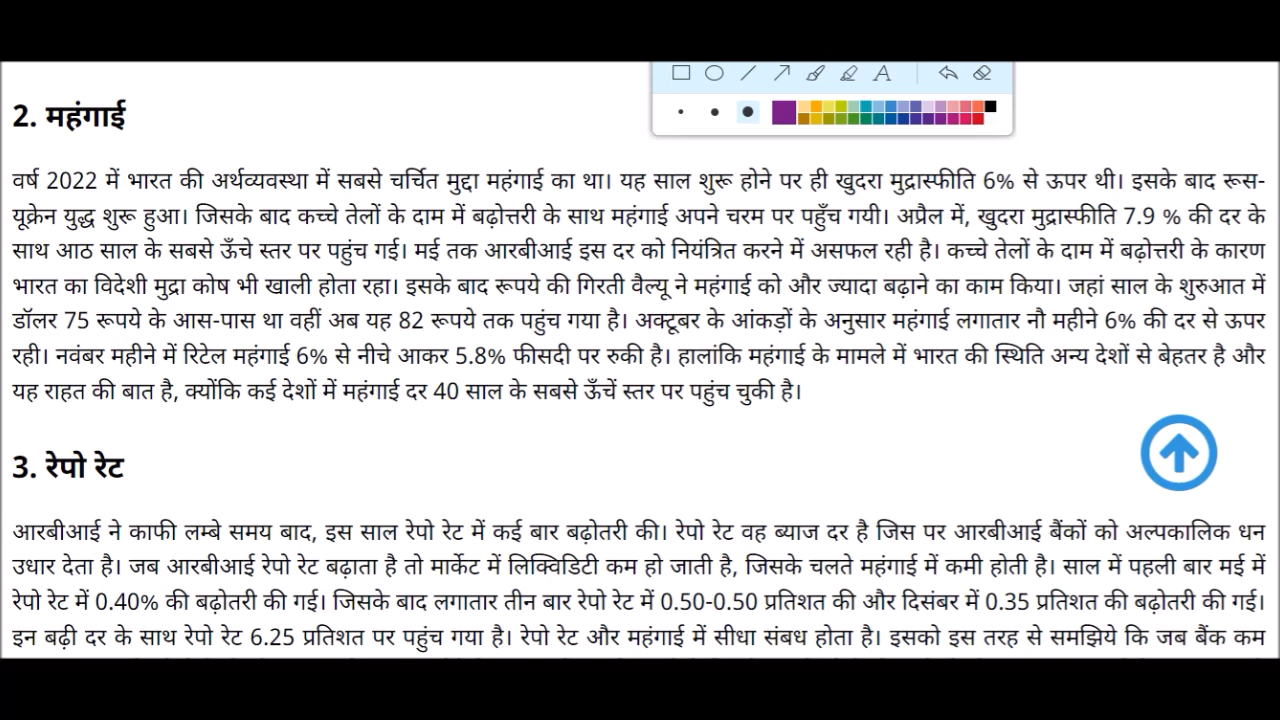 2. महंगाई
वर्ष 2022 में भारत की अर्थव्यवस्था में सबसे चर्चित मुद्दा महंगाई का था। यह साल शुरू होने पर ही खुदरा मुद्रास्फीति 6% से ऊपर थी। इसके बाद रूस-
यूक्रेन युद्ध शुरू हुआ। जिसके बाद कच्चे तेलों के दाम में बढ़ोत्तरी के साथ महंगाई अपने चरम पर पहुँच गयी। अप्रैल में, खुदरा मुद्रास्फीति 7.9 % की दर के
साथ आठ साल के सबसे ऊँचे स्तर पर पहुंच गई। मई तक आरबीआई इस दर को नियंत्रित करने में असफल रही है। कच्चे तेलों के दाम में बढ़ोत्तरी के कारण
भारत का विदेशी मुद्रा कोष भी खाली होता रहा। इसके बाद रूपये की गिरती वैल्यू ने महंगाई को और ज्यादा बढ़ाने का काम किया। जहां साल के शुरुआत में
डॉलर 75 रूपये के आस-पास था वहीं अब यह 82 रूपये तक पहुंच गया है। अक्टूबर के आंकड़ों के अनुसार महंगाई लगातार नौ महीने 6% की दर से ऊपर
रही। नवंबर महीने में रिटेल महंगाई 6% से नीचे आकर 5.8% फीसदी पर रुकी है। हालांकि महंगाई के मामले में भारत की स्थिति अन्य देशों से बेहतर है और
यह राहत की बात है, क्योंकि कई देशों में महंगाई दर 40 साल के सबसे ऊँचें स्तर पर पहुंच चुकी है।
3. रेपो रेट
आरबीआई ने काफी लम्बे समय बाद, इस साल रेपो रेट में कई बार बढ़ोतरी की। रेपो रेट वह ब्याज दर है जिस पर आरबीआई बैंकों को अल्पकालिक धन
उधार देता है। जब आरबीआई रेपो रेट बढ़ाता है तो मार्केट में लिक्विडिटी कम हो जाती है, जिसके चलते महंगाई में कमी होती है। साल में पहली बार मई में
रेपो रेट में 0.40% की बढ़ोतरी की गई। जिसके बाद लगातार तीन बार रेपो रेट में 0.50-0.50 प्रतिशत की और दिसंबर में 0.35 प्रतिशत की बढ़ोतरी की गई।
इन बढ़ी दर के साथ रेपो रेट 6.25 प्रतिशत पर पहुंच गया है। रेपो रेट और महंगाई में सीधा संबध होता है। इसको इस तरह से समझिये कि जब बैंक कम